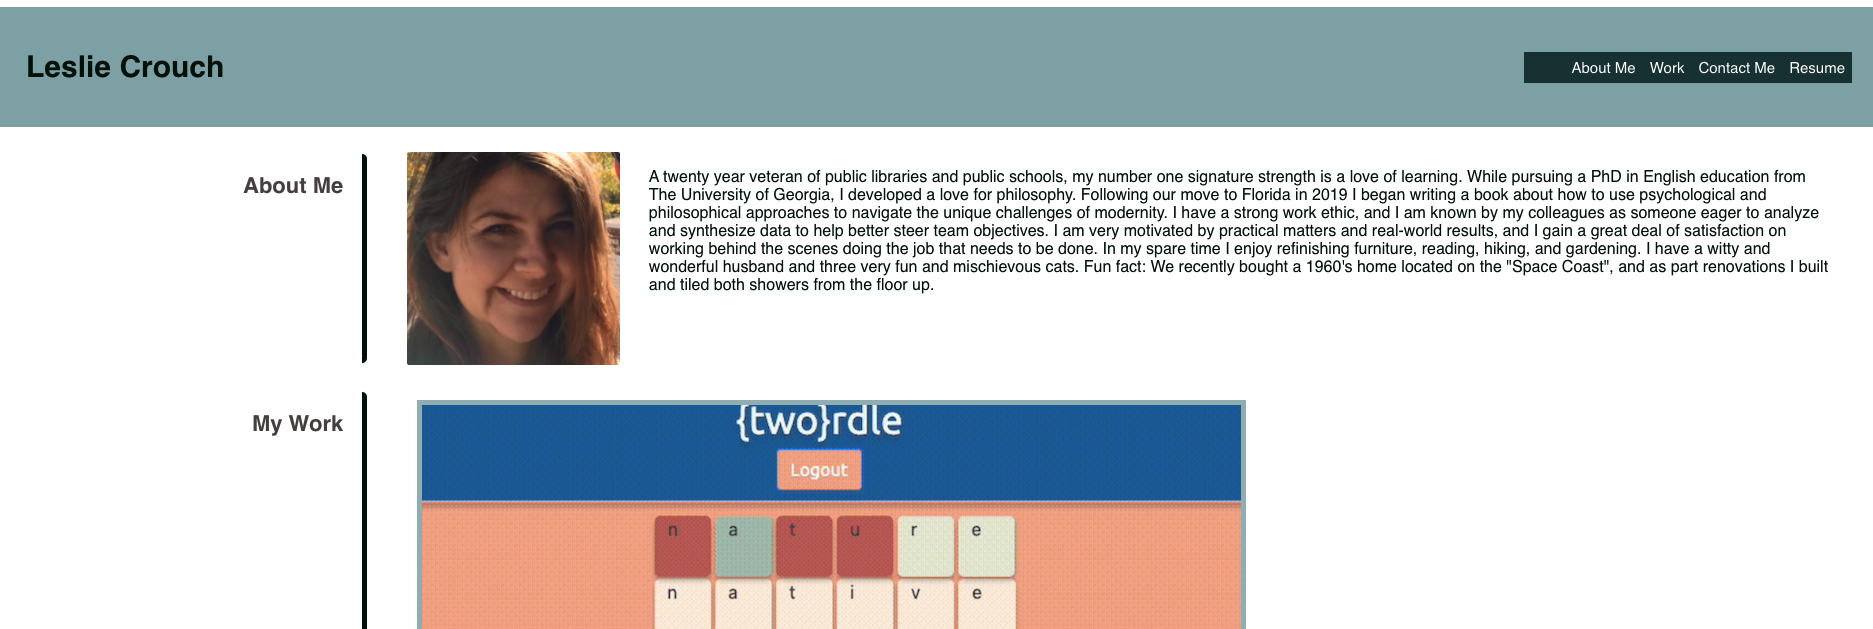 Leslie Crouch
About Me Work Contact Me Resume
About Me
A twenty year veteran of public libraries and public schools, my number one signature strength is a love of learning. While pursuing a PhD in English education from
The University of Georgia, I developed a love for philosophy. Following our move to Florida in 2019 I began writing a book about how to use psychological and
philosophical approaches to navigate the unique challenges of modernity. I have a strong work ethic, and I am known by my colleagues as someone eager to analyze
and synthesize data to help better steer team objectives. I am very motivated by practical matters and real-world results, and I gain a great deal of satisfaction on
working behind the scenes doing the job that needs to be done. In my spare time I enjoy refinishing furniture, reading, hiking, and gardening. I have a witty and
wonderful husband and three very fun and mischievous cats. Fun fact: We recently bought a 1960's home located on the "Space Coast", and as part renovations I built
and tiled both showers from the floor up.
My Work
{two}rdle
Logout
n a t u r e
n a t i v e